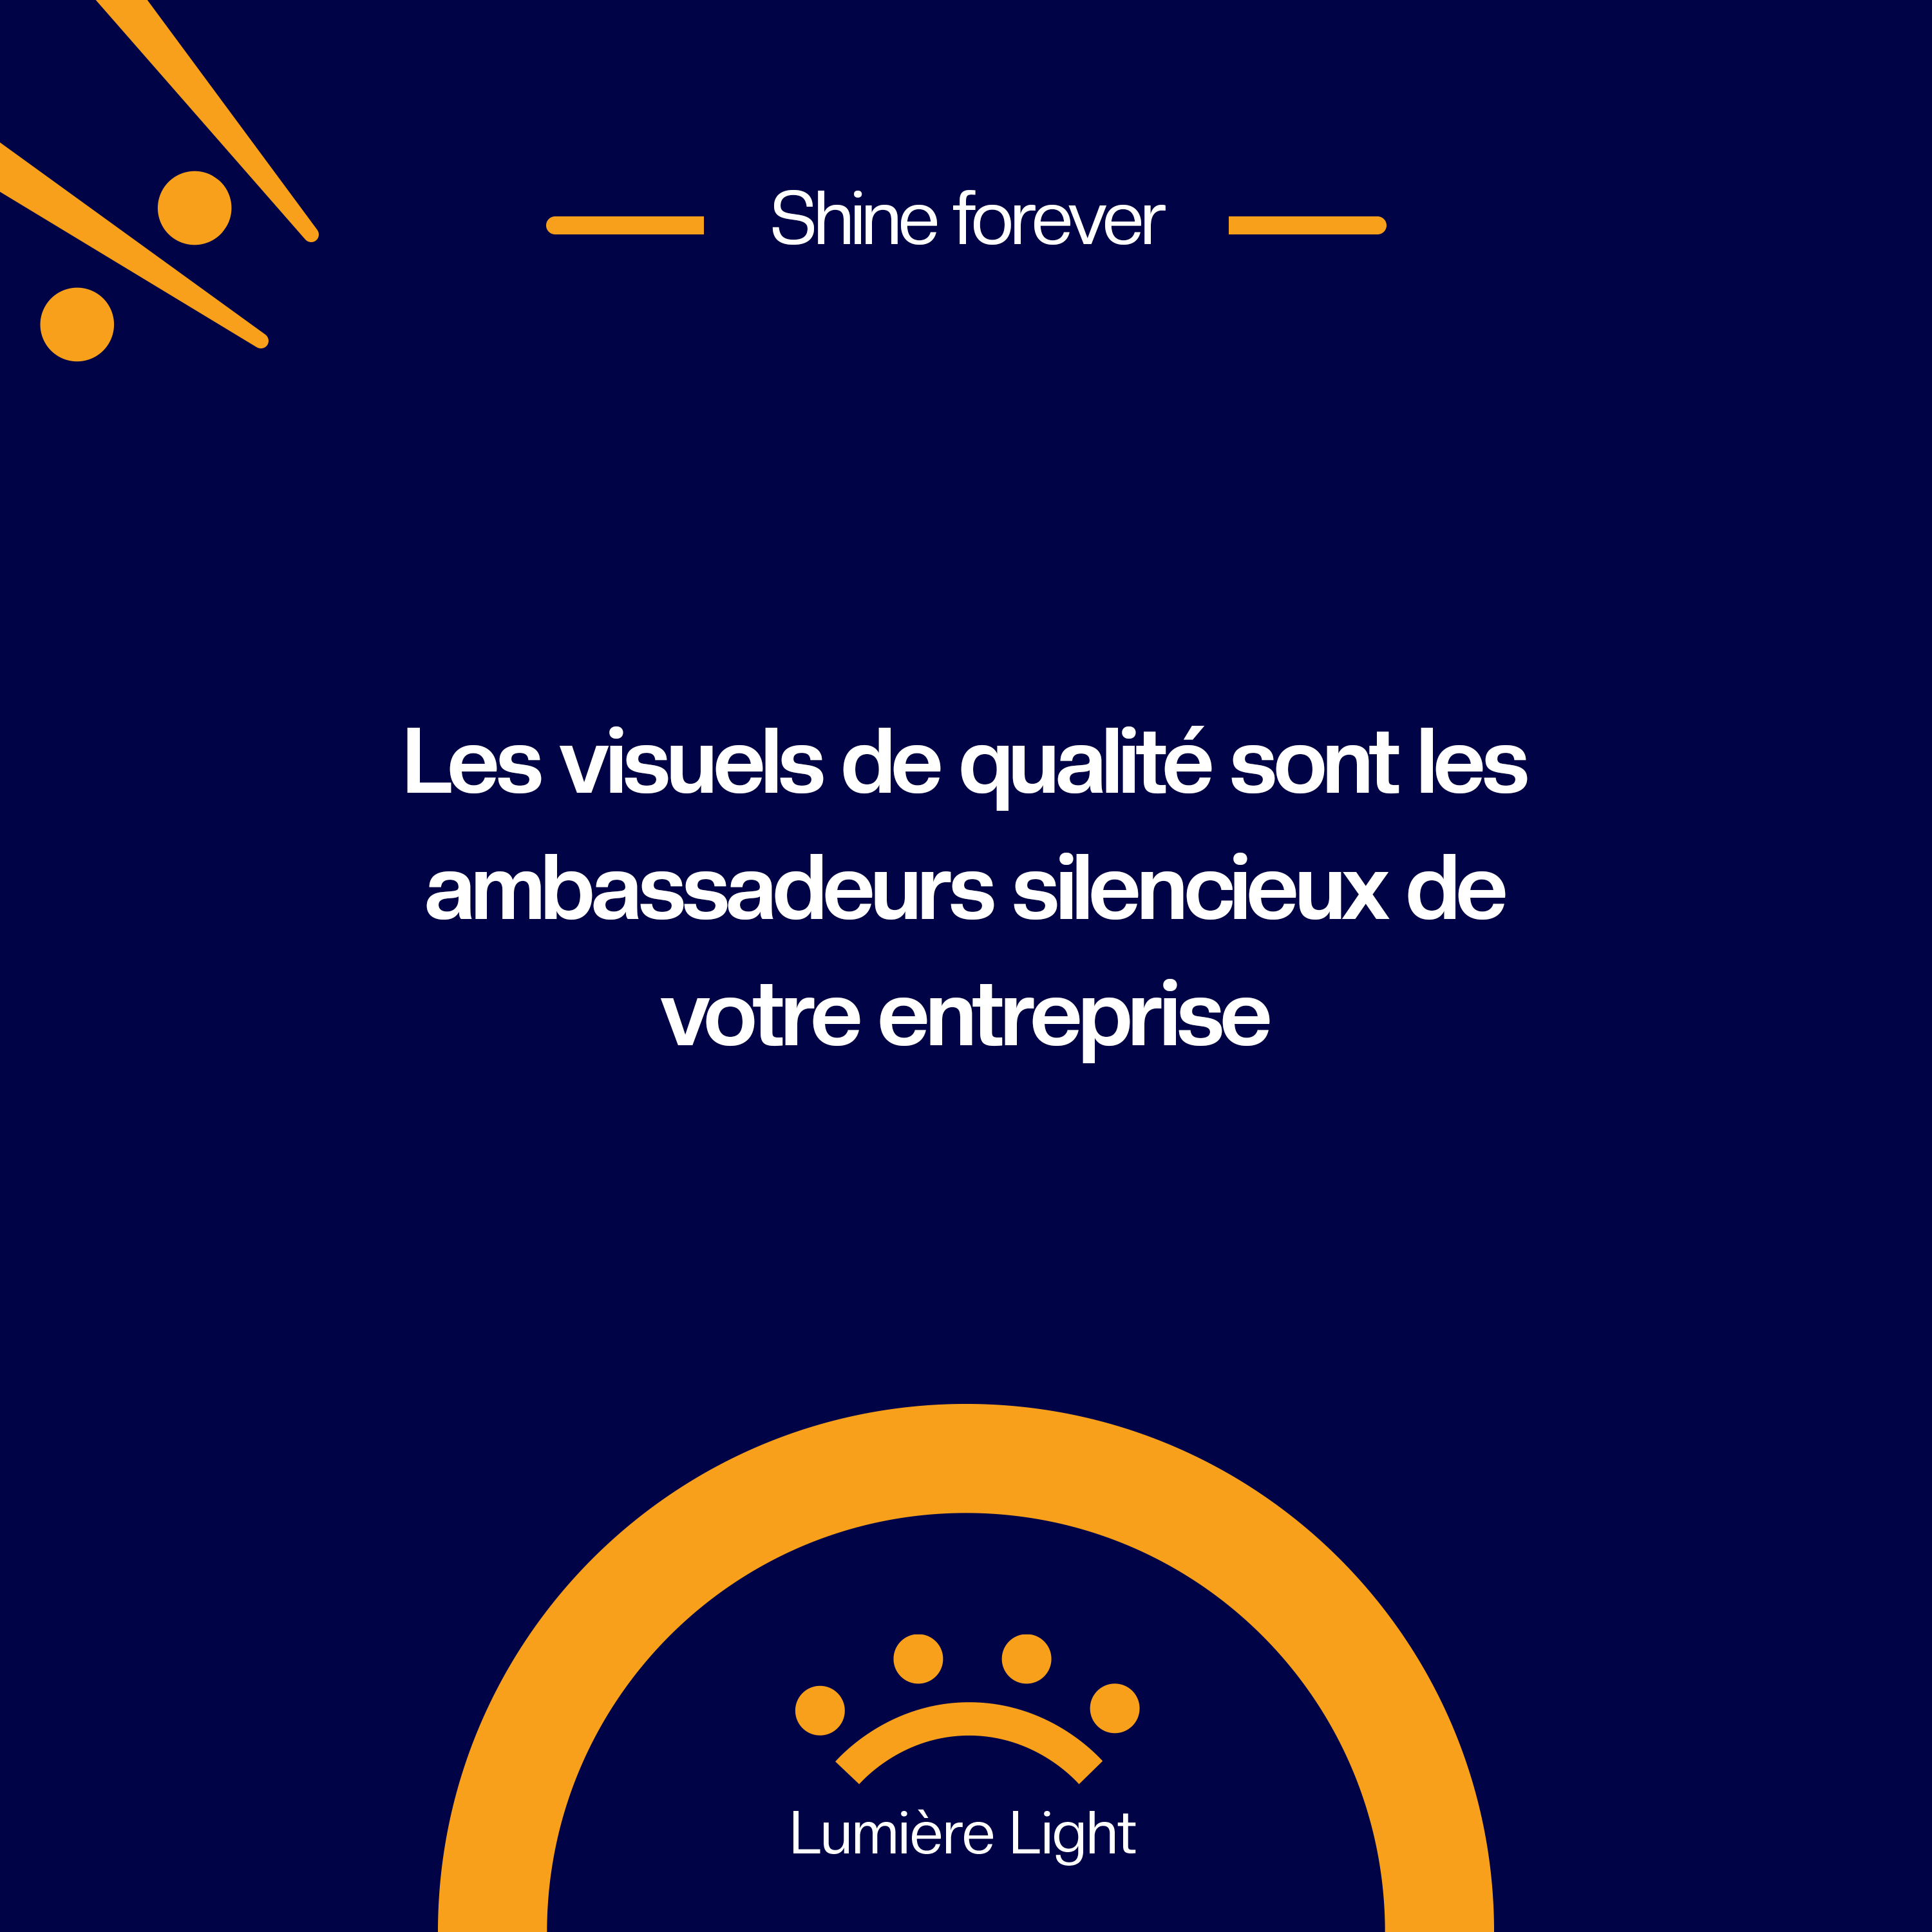 Shine forever
Les visuels de qualité sont les
ambassadeurs silencieux de
votre entreprise
Lumière Light